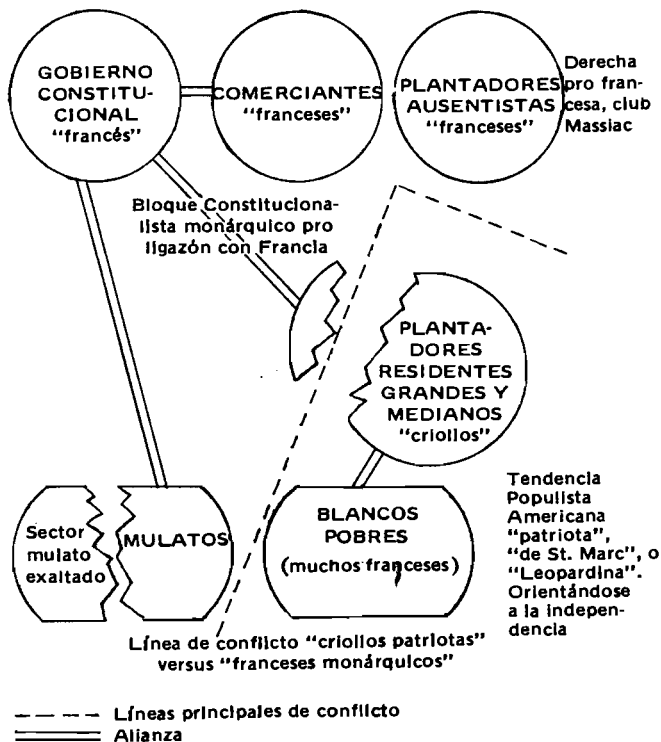 GOBIERNO
CONSTITU-
CIONAL
"francés"
COMERCIANTES
"franceses"
PLANTADORES
AUSENTISTAS
"franceses"
Derecha
pro fran-
cesa, club
Massiac
Bloque Constituciona-
lista monárquico pro
ligazón con Francia
PLANTA-
DORES
RESIDENTES
GRANDES Y
MEDIANOS
"criollos"
Sector
mulato
exaltado
MULATOS
BLANCOS
POBRES
(muchos franceses)
Tendencia
Populista
Americana
"patriota",
"de St. Marc", o
"Leopardina".
Orientándose
a la indepen-
dencia
Línea de conflicto "criollos patriotas"
versus "franceses monárquicos"
Líneas principales de conflicto
Alianza